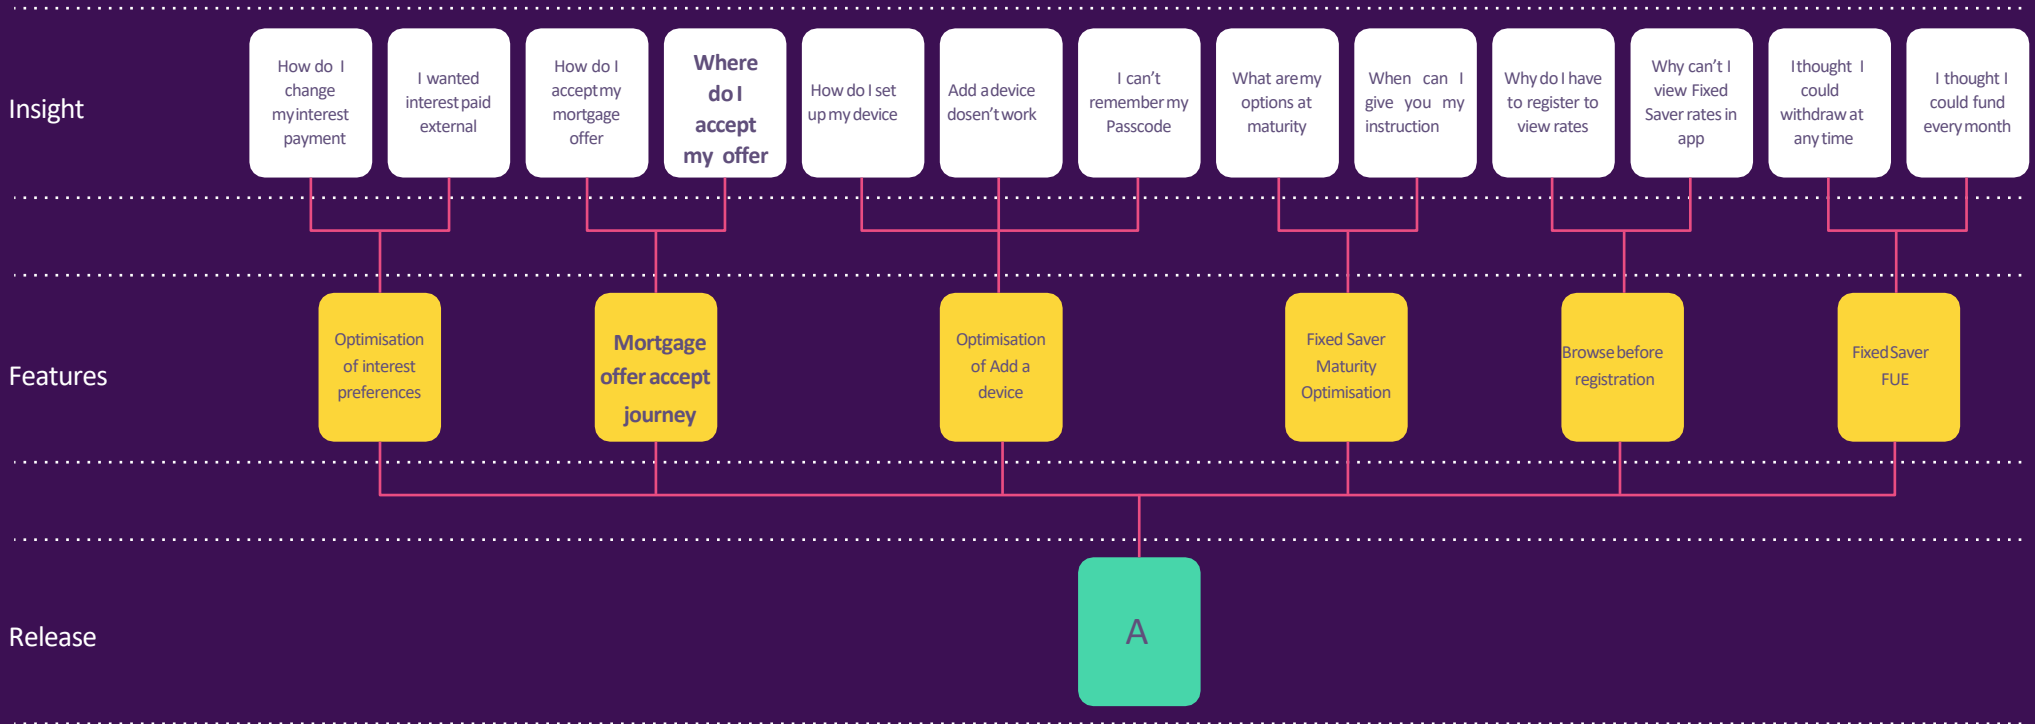 Insight
How do I
change
my interest
payment
I wanted
interest paid
external
How do I
accept my
mortgage
offer
Where
do I
accept
my offer
How do I set
up my device
Add a device
dosen't work
I can't
remember my
Passcode
What are my
options at
maturity
When can I
give you my
instruction
Why do I have
to register to
view rates
Why can't I
view Fixed
Saver rates in
app
I thought I
could
withdraw at
any time
I thought I
could fund
every month
Features
Optimisation
of interest
preferences
Mortgage
offer accept
journey
Optimisation
of Add a
device
Fixed Saver
Maturity
Optimisation
Browse before
registration
Fixed Saver
FUE
Release
A